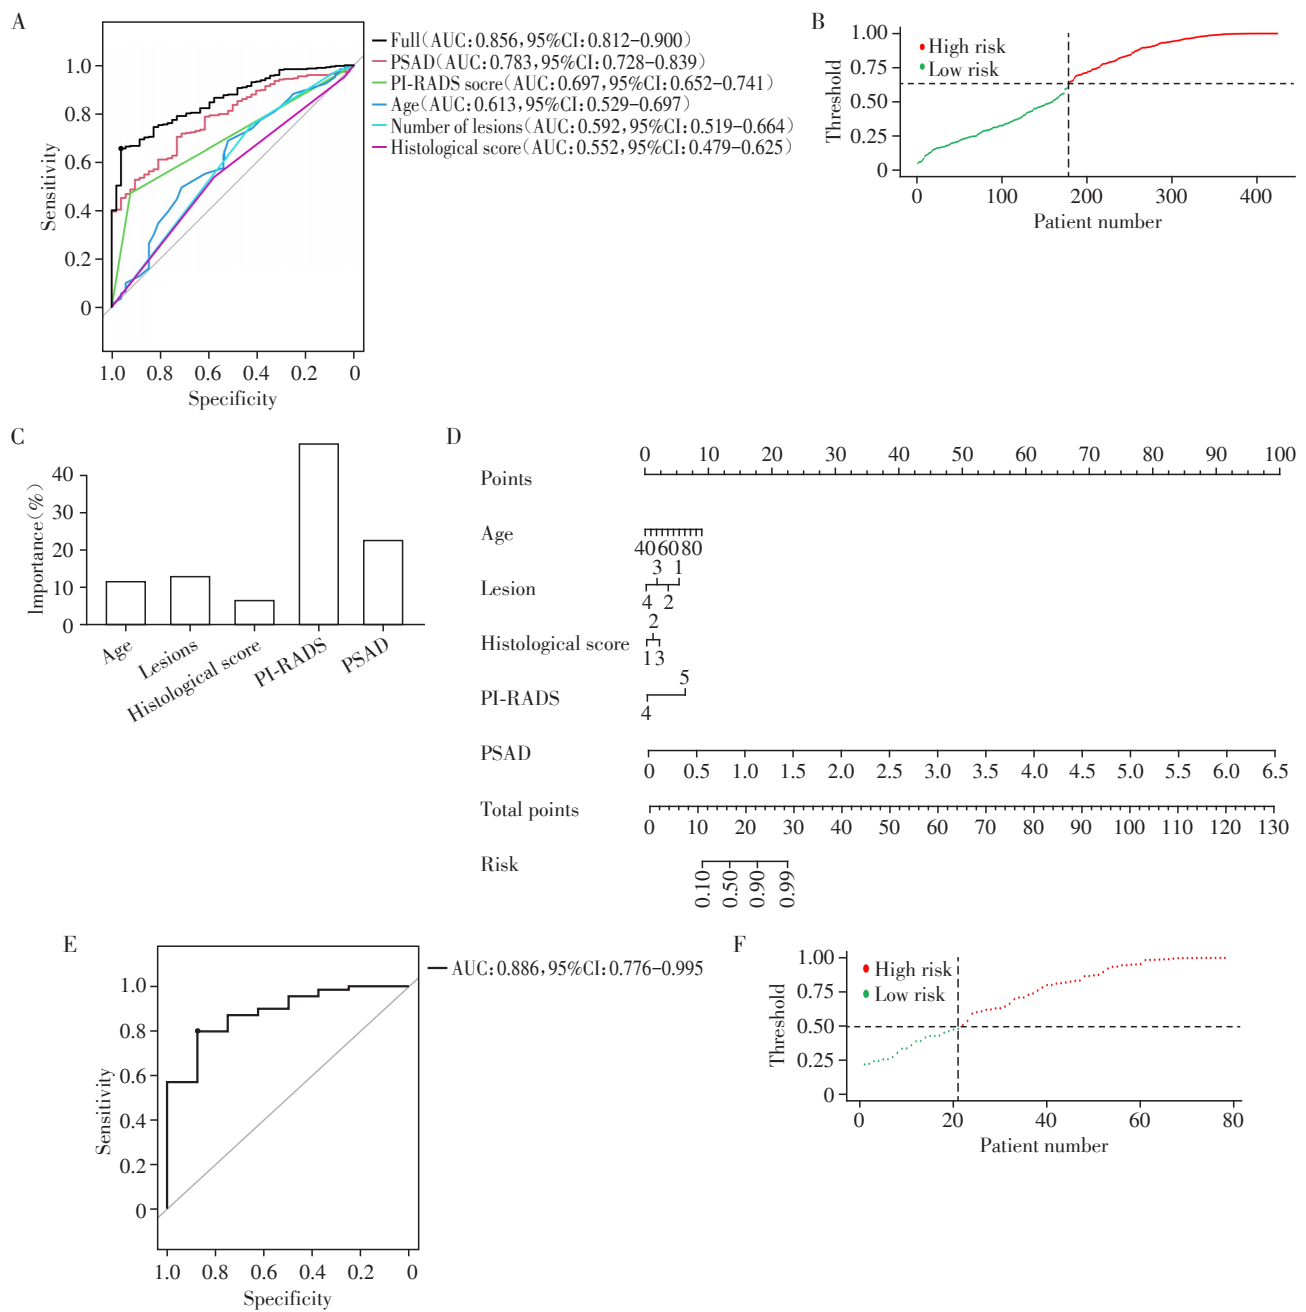 A
Full(AUC:0.856,95%CI:0.812-0.900)
PSAD(AUC:0.783,95%CI:0.728-0.839)
PI-RADS socre(AUC:0.697,95%CI:0.652-0.741)
Age(AUC:0.613,95%CI:0.529-0.697)
Number of lesions(AUC:0.592,95%CI:0.519-0.664)
Histological score(AUC:0.552,95%CI:0.479-0.625)
Sensitivity
1.0
0.8
0.6
0.4
0.2
0
1.0 0.8 0.6 0.4 0.2 0
Specificity
B
High risk
Low risk
Threshold
1.00
0.75
0.50
0.25
0
0 100 200 300 400
Patient number
C
Importance(%)
40
30
20
10
0
Age
Lesions
Histological score
PI-RADS
PSAD
D
0 10 20 30 40 50 60 70 80 90 100
Points
Age
40 60 80
3 1
Lesion
4 2
2
Histological score
1 3
5
PI-RADS
4
PSAD
0 0.5 1.0 1.5 2.0 2.5 3.0 3.5 4.0 4.5 5.0 5.5 6.0 6.5
Total points
0 10 20 30 40 50 60 70 80 90 100 110 120 130
Risk
0.10 0.50 0.90 0.99
E
AUC:0.886,95%CI:0.776-0.995
Sensitivity
1.0
0.8
0.6
0.4
0.2
0
1.0 0.8 0.6 0.4 0.2 0
Specificity
F
High risk
Low risk
Threshold
1.00
0.75
0.50
0.25
0
0 20 40 60 80
Patient number